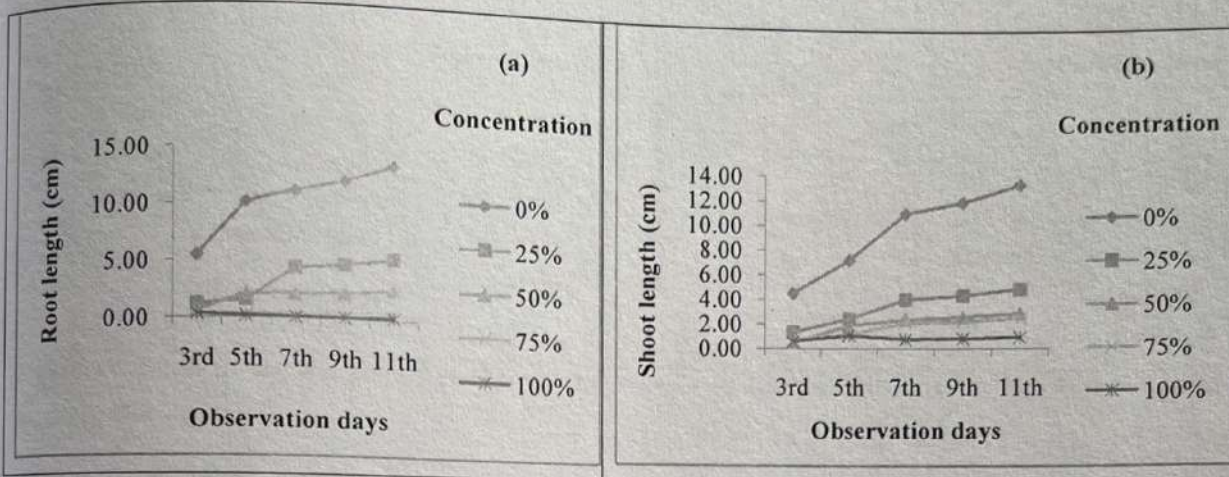 (a)
Concentration
15.00
10.00
5.00
0.00
Root length (cm)
3rd 5th 7th 9th 11th
Observation days
0%
25%
50%
75%
100%
(b)
Concentration
14.00
12.00
10.00
8.00
6.00
4.00
2.00
0.00
Shoot length (cm)
3rd 5th 7th 9th 11th
Observation days
0%
25%
50%
75%
100%